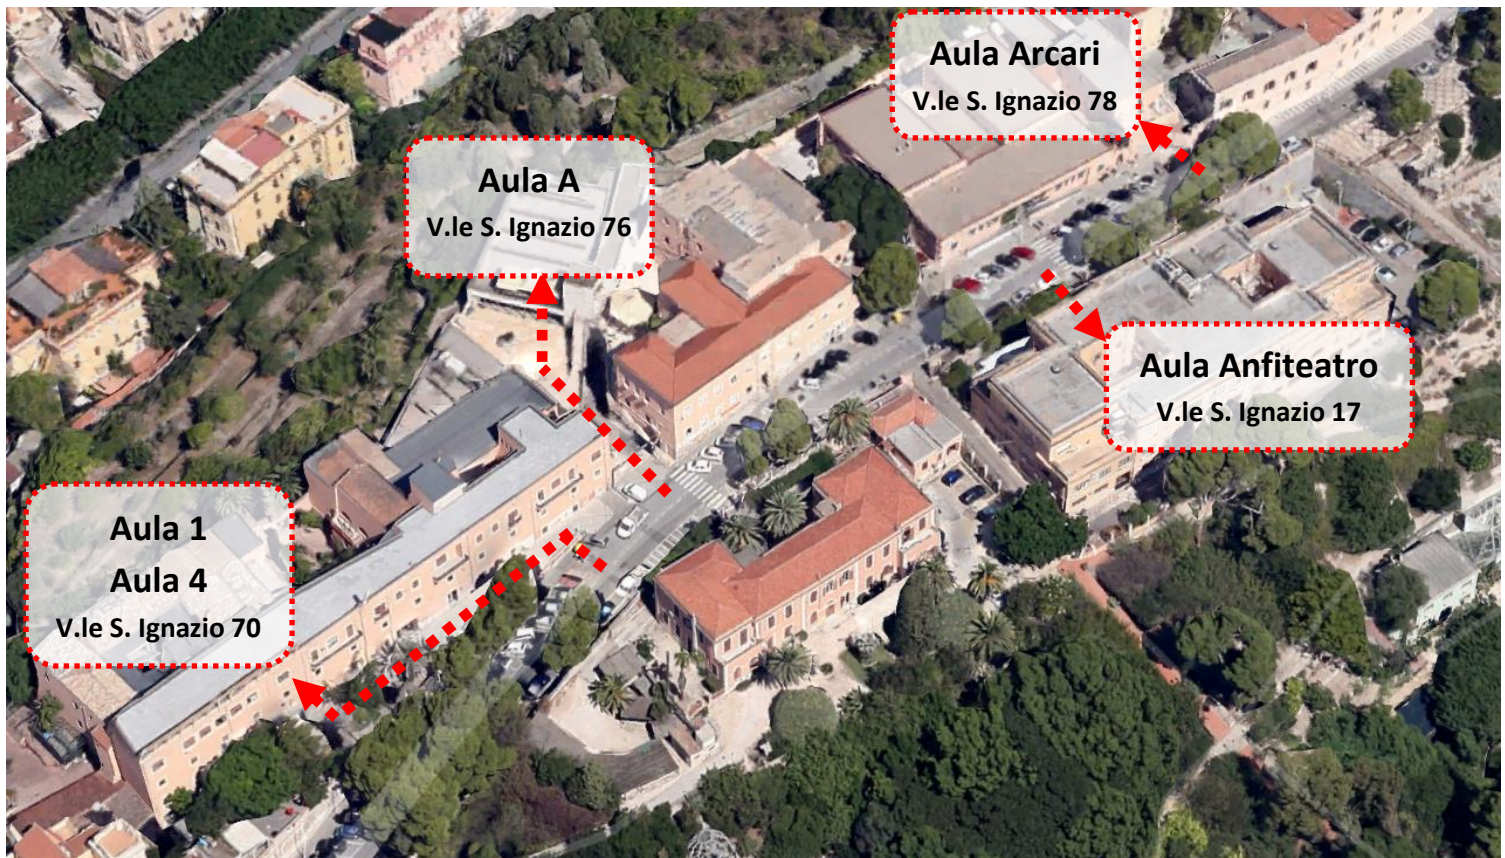 Aula Arcari
V.le S. Ignazio 78
Aula A
V.le S. Ignazio 76
Aula Anfiteatro
V.le S. Ignazio 17
Aula 1
Aula 4
V.le S. Ignazio 70